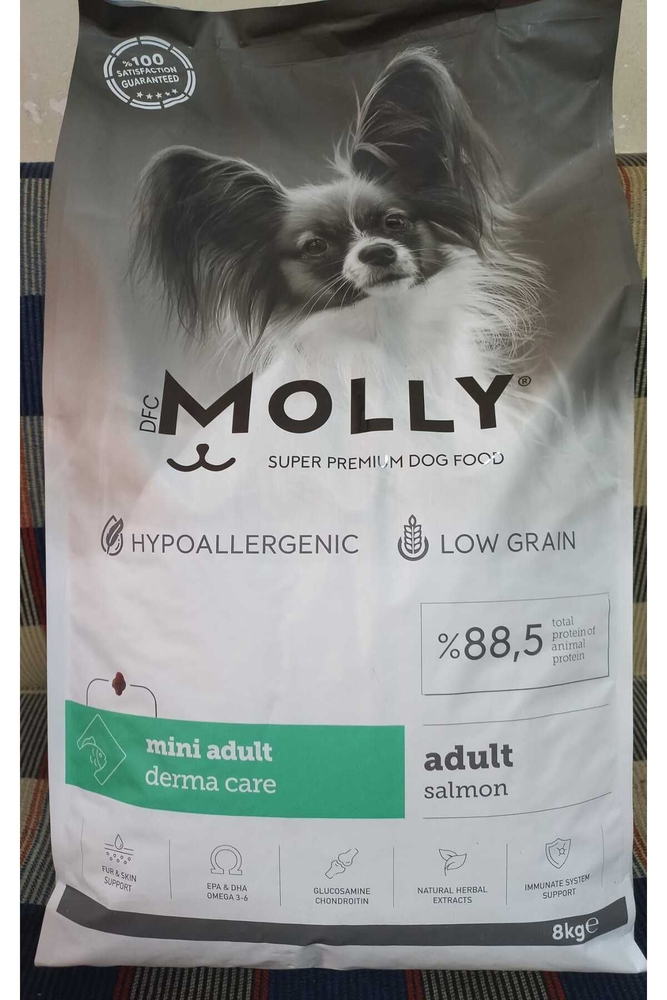 %100
SATISFACTION
GUARANTEED
DFC
MOLLY®
SUPER PREMIUM DOG FOOD
HYPOALLERGENIC
LOW GRAIN
%88,5
total
protein of
animal
protein
mini adult
derma care
adult
salmon
FUR & SKIN
SUPPORT
EPA & DHA
OMEGA 3-6
GLUCOSAMINE
CHONDROITIN
NATURAL HERBAL
EXTRACTS
IMMUNATE SYSTEM
SUPPORT
8kg℮